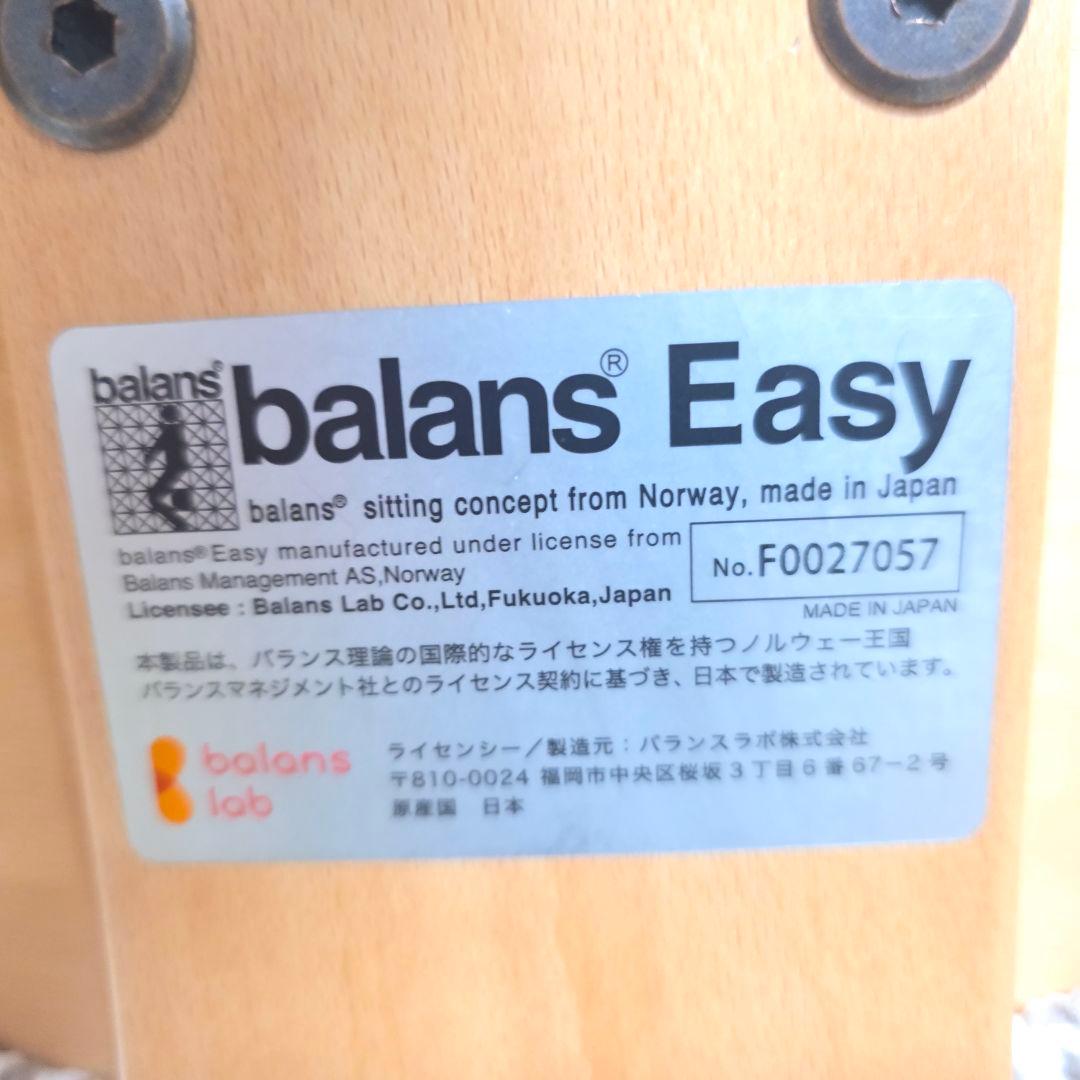 balans®
balans® Easy
balans® sitting concept from Norway, made in Japan
balans® Easy manufactured under license from
Balans Management AS,Norway
Licensee : Balans Lab Co.,Ltd,Fukuoka,Japan
No.F0027057
MADE IN JAPAN
本製品は、バランス理論の国際的なライセンス権を持つノルウェー王国
バランスマネジメント社とのライセンス契約に基づき、日本で製造されています。
balans
lab
ライセンシー／製造元：バランスラボ株式会社
〒810-0024 福岡市中央区桜坂3丁目6番67−2号
原産国 日本